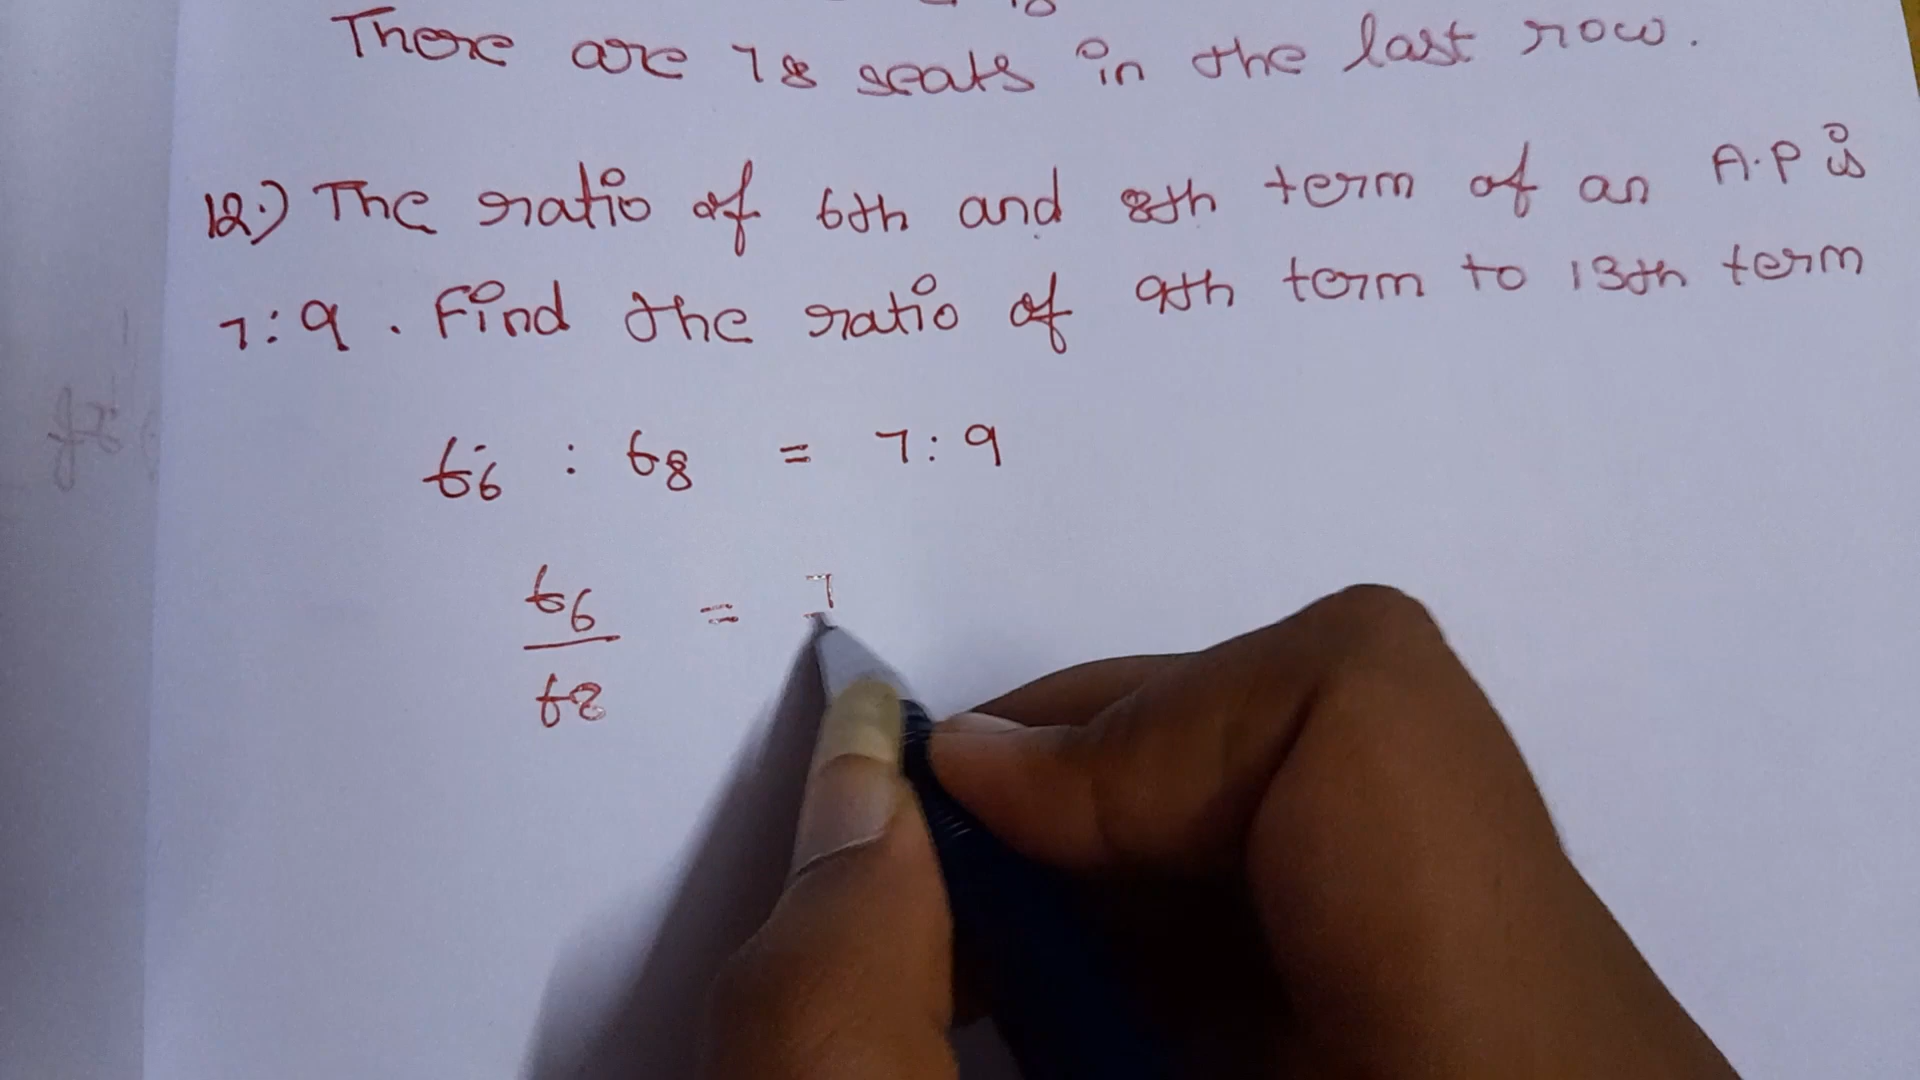 There are 78 seats in the last row.
12.) The ratio of 6th and 8th term of an A.P is
7:9. Find the ratio of 9th term to 13th term
t6 : t8 = 7:9
t6 = 7
t8